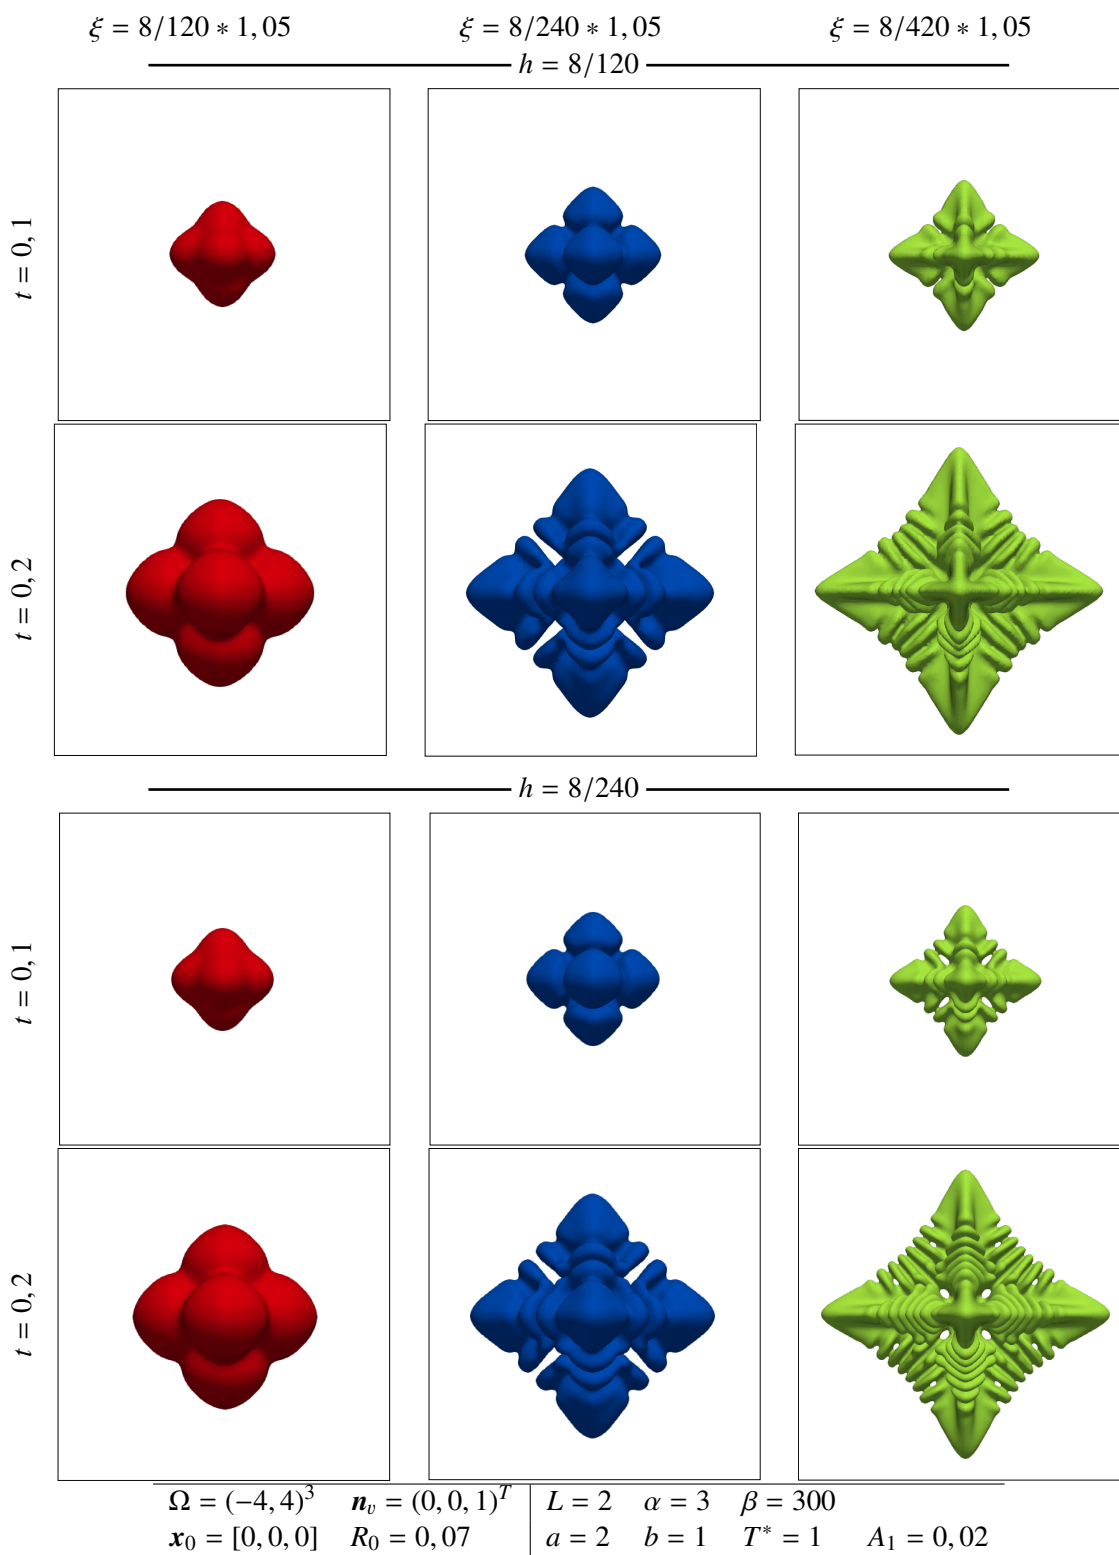 ξ = 8/120 * 1, 05 ξ = 8/240 * 1, 05 ξ = 8/420 * 1, 05
h = 8/120
t = 0, 1
t = 0, 2
h = 8/240
t = 0, 1
t = 0, 2
Ω = (−4, 4)³ n_v = (0, 0, 1)^T L = 2 α = 3 β = 300
x₀ = [0, 0, 0] R₀ = 0, 07 a = 2 b = 1 T* = 1 A₁ = 0, 02